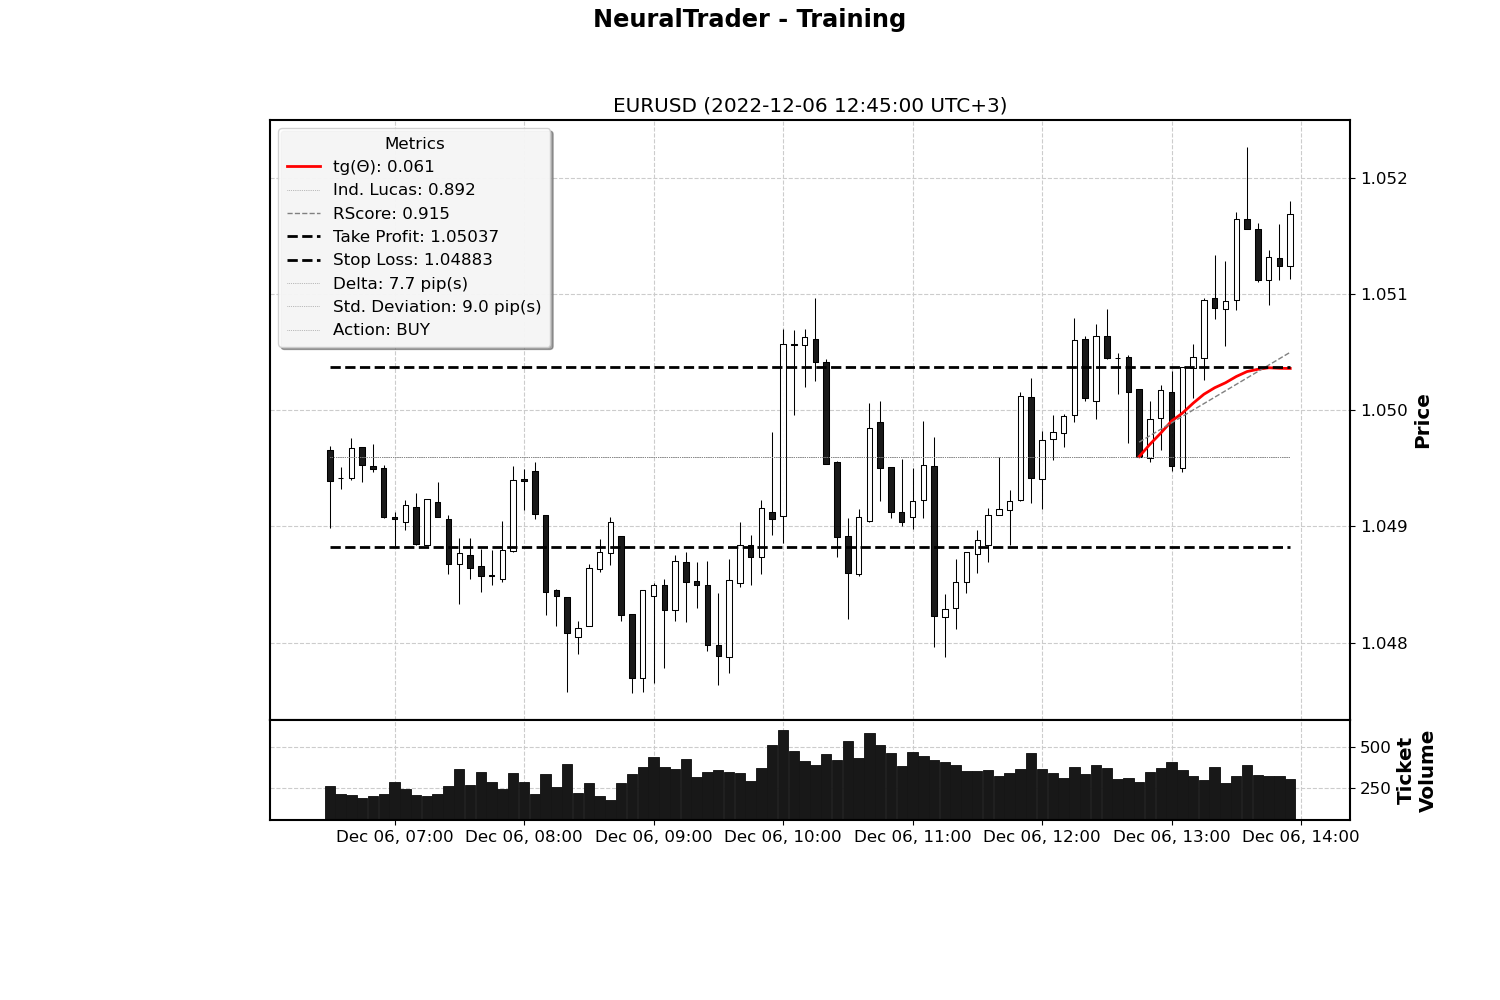 NeuralTrader - Training
EURUSD (2022-12-06 12:45:00 UTC+3)
Metrics
tg(Θ): 0.061
Ind. Lucas: 0.892
RScore: 0.915
Take Profit: 1.05037
Stop Loss: 1.04883
Delta: 7.7 pip(s)
Std. Deviation: 9.0 pip(s)
Action: BUY
1.052
1.051
1.050
1.049
1.048
Price
500
250
Ticket
Volume
Dec 06, 07:00 Dec 06, 08:00 Dec 06, 09:00 Dec 06, 10:00 Dec 06, 11:00 Dec 06, 12:00 Dec 06, 13:00 Dec 06, 14:00